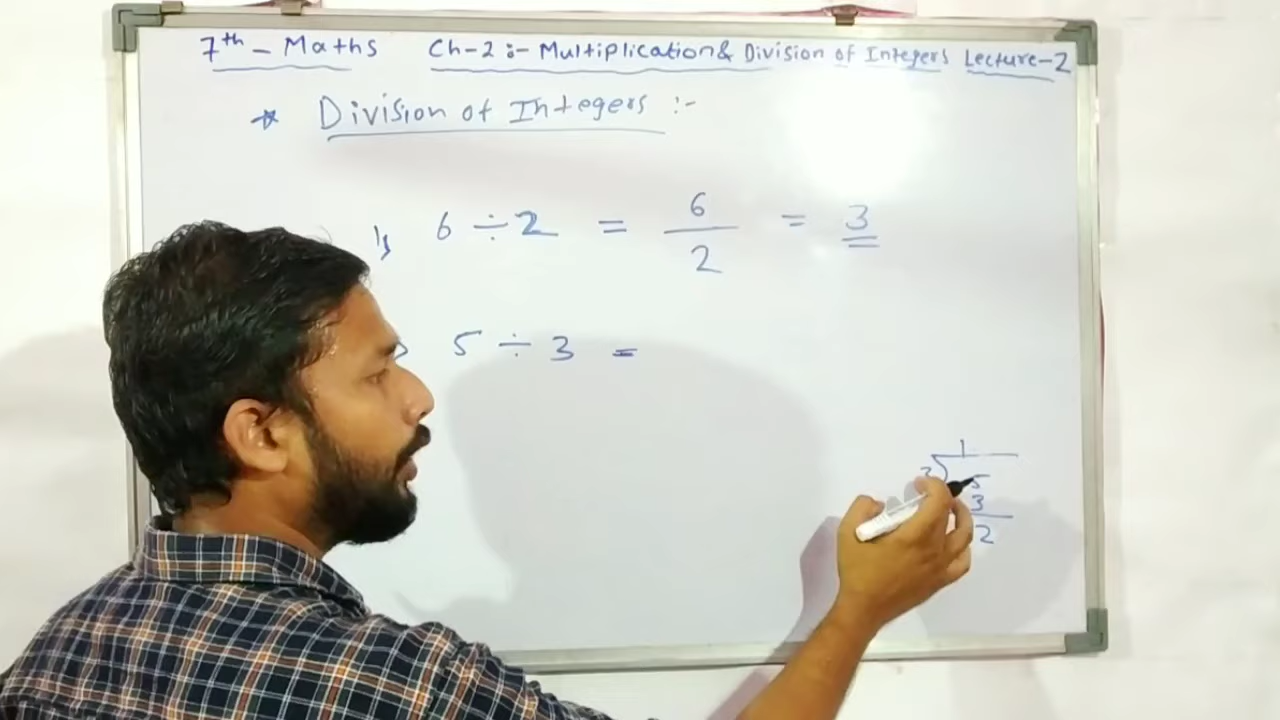 7th - Maths Ch-2 :- Multiplication & Division of Integers Lecture-2
* Division of Integers :-
1) 6 ÷ 2 = 6/2 = 3
5 ÷ 3 =
1
3 5
3
2